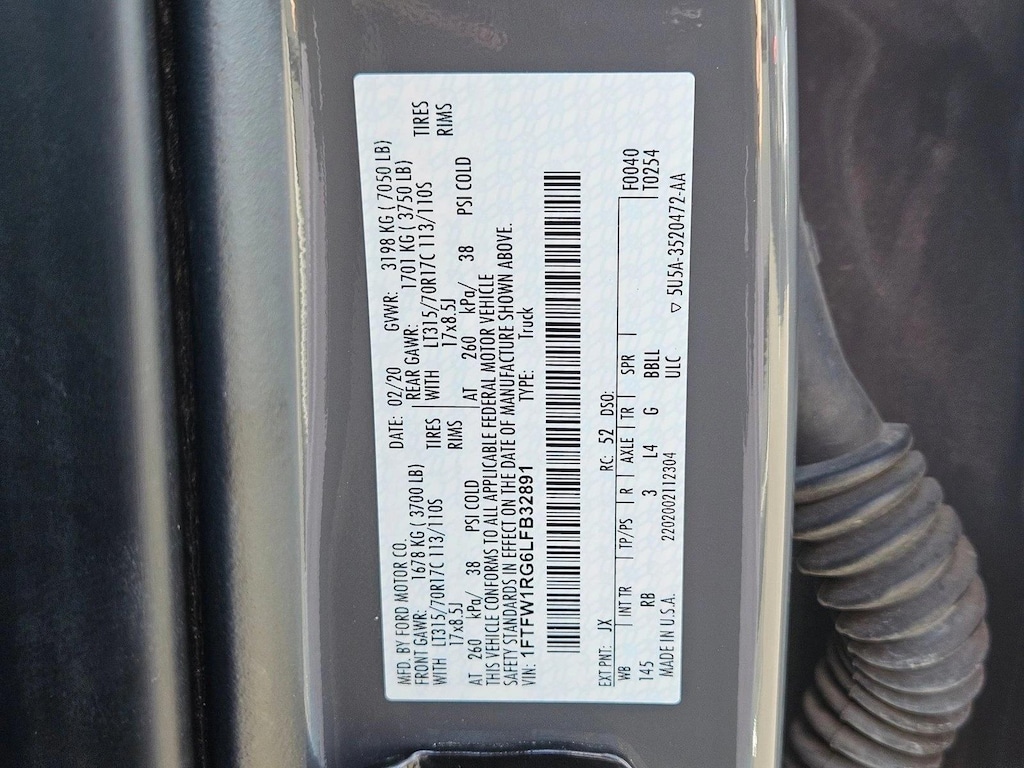 MFD. BY FORD MOTOR CO. DATE: 02/20 GVWR: 3198 KG ( 7050 LB)
FRONT GAWR: 1678 KG ( 3700 LB) REAR GAWR: 1701 KG ( 3750 LB)
WITH LT315/70R17C 113/110S TIRES WITH LT315/70R17C 113/110S TIRES
17x8.5J RIMS 17x8.5J RIMS
AT 260 kPa/ 38 PSI COLD AT 260 kPa/ 38 PSI COLD
THIS VEHICLE CONFORMS TO ALL APPLICABLE FEDERAL MOTOR VEHICLE
SAFETY STANDARDS IN EFFECT ON THE DATE OF MANUFACTURE SHOWN ABOVE.
VIN: 1FTFW1RG6LFB32891 TYPE: Truck
EXT PNT: JX RC: 52 DSO: F0040
WB INT TR TP/PS R AXLE TR SPR T0254
145 RB 3 L4 G BBLL
MADE IN U.S.A. 2202002112304 ULC ▽ 5U5A-3520472-AA